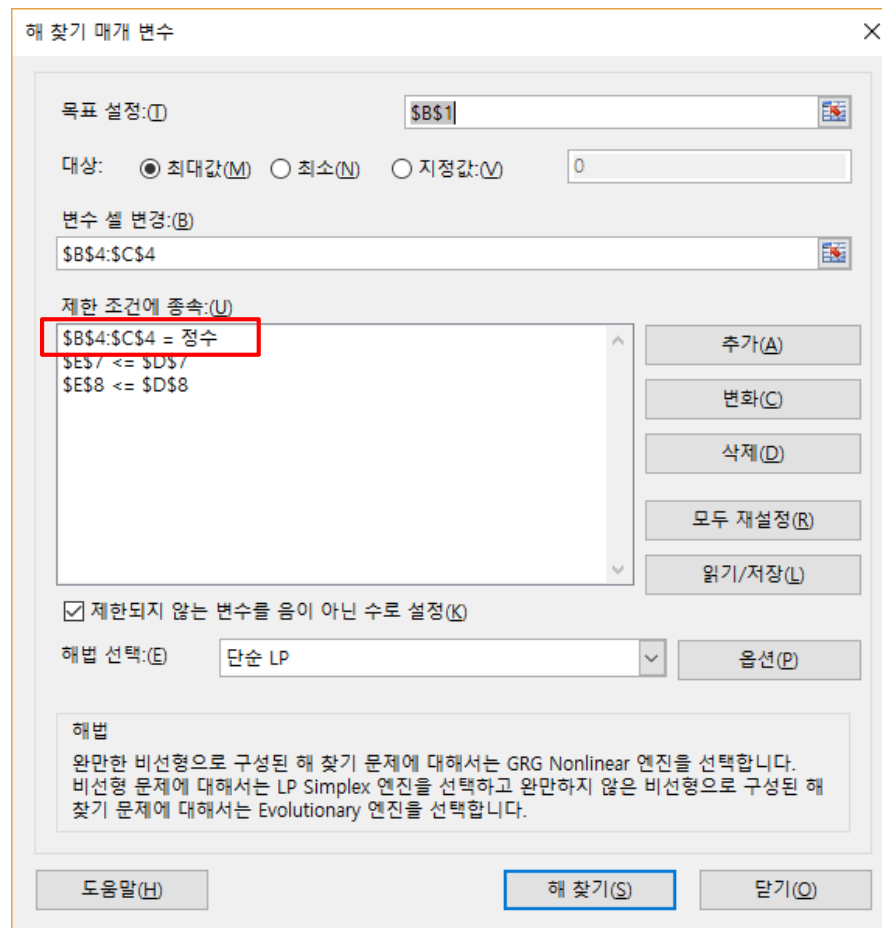 해 찾기 매개 변수
목표 설정:(T) $B$1
대상: 최대값(M) 최소(N) 지정값:(V) 0
변수 셀 변경:(B)
$B$4:$C$4
제한 조건에 종속:(U)
$B$4:$C$4 = 정수
$E$7 <= $D$7
$E$8 <= $D$8
추가(A)
변화(C)
삭제(D)
모두 재설정(R)
읽기/저장(L)
제한되지 않는 변수를 음이 아닌 수로 설정(K)
해법 선택:(E) 단순 LP 옵션(P)
해법
완만한 비선형으로 구성된 해 찾기 문제에 대해서는 GRG Nonlinear 엔진을 선택합니다.
비선형 문제에 대해서는 LP Simplex 엔진을 선택하고 완만하지 않은 비선형으로 구성된 해
찾기 문제에 대해서는 Evolutionary 엔진을 선택합니다.
도움말(H) 해 찾기(S) 닫기(O)